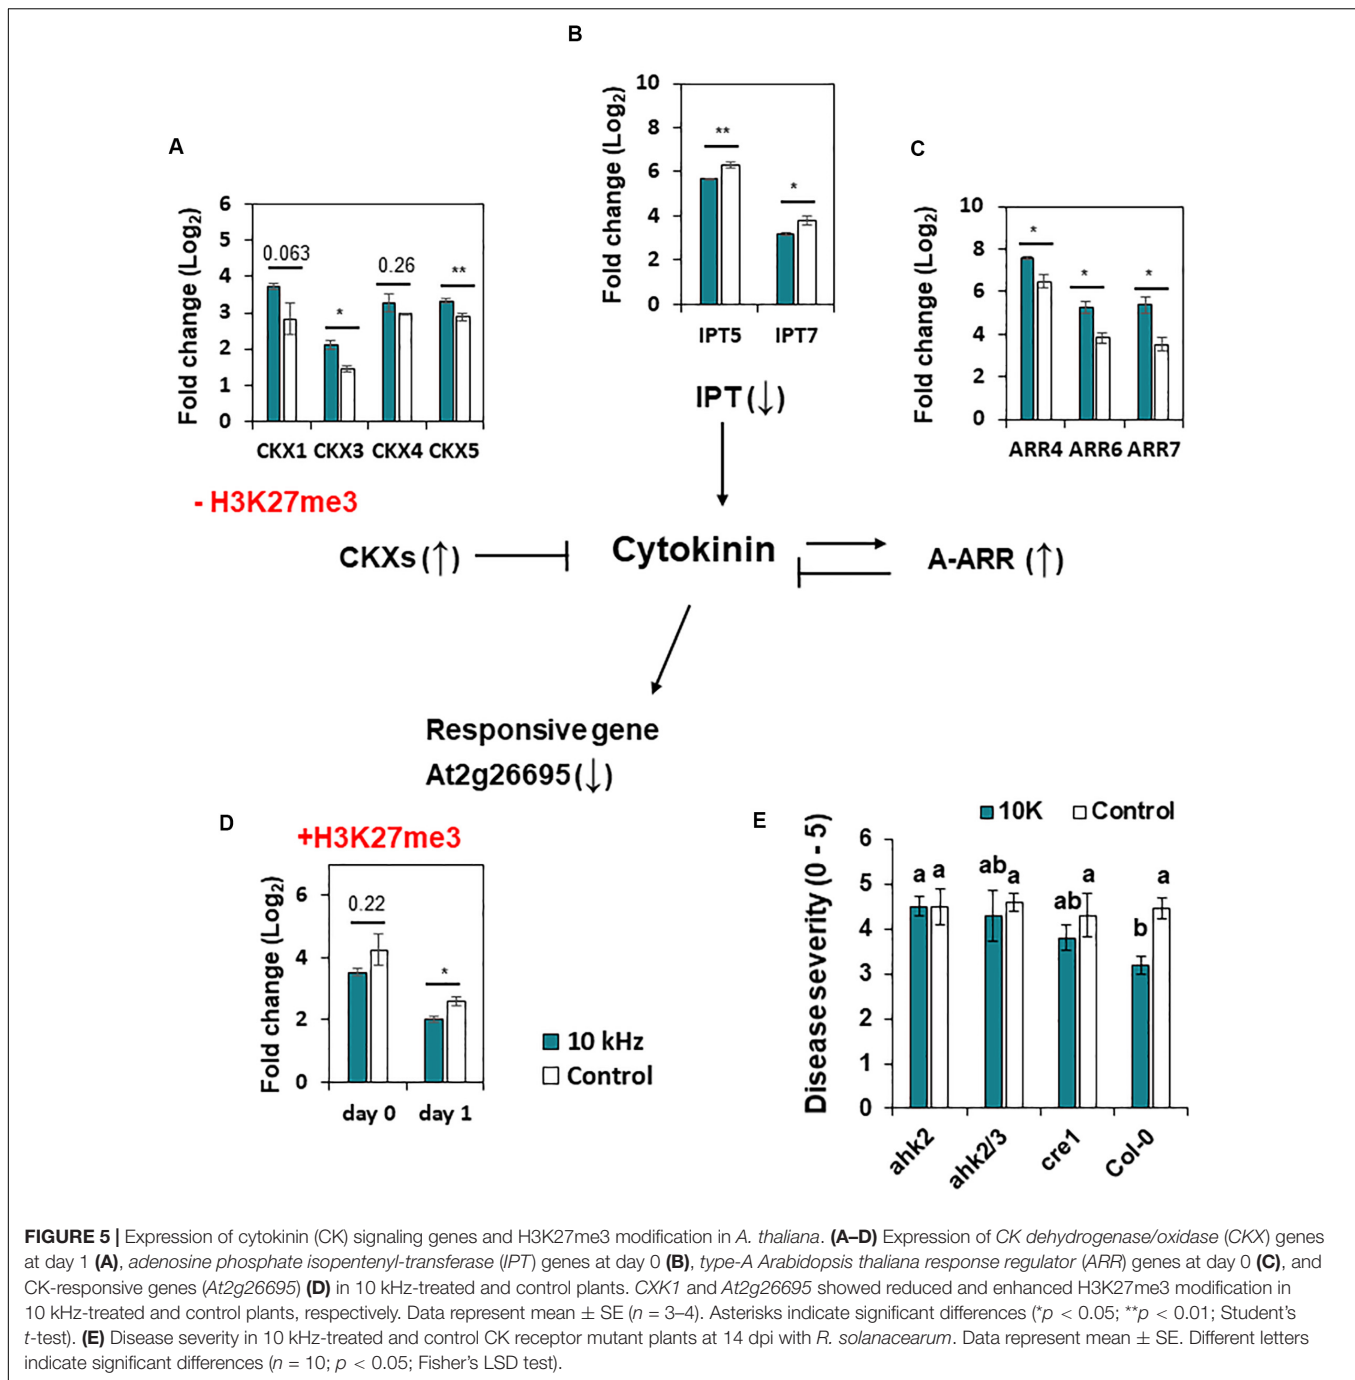 B
10
8
6
4
2
0
Fold change (Log2)
**
*
IPT5 IPT7
A
6
5
4
3
2
1
0
Fold change (Log2)
0.063
*
0.26
**
CKX1 CKX3 CKX4 CKX5
C
10
8
6
4
2
0
Fold change (Log2)
*
*
*
ARR4 ARR6 ARR7
IPT (↓)
- H3K27me3
CKXs (↑)
Cytokinin
A-ARR (↑)
Responsive gene
At2g26695 (↓)
D
+H3K27me3
6
4
2
0
Fold change (Log2)
0.22
*
day 0 day 1
10 kHz
Control
E
10K Control
Disease severity (0 - 5)
6
5
4
3
2
1
0
a a ab a ab a b a
ahk2 ahk2/3 cre1 Col-0
FIGURE 5 | Expression of cytokinin (CK) signaling genes and H3K27me3 modification in A. thaliana. (A–D) Expression of CK dehydrogenase/oxidase (CKX) genes
at day 1 (A), adenosine phosphate isopentenyl-transferase (IPT) genes at day 0 (B), type-A Arabidopsis thaliana response regulator (ARR) genes at day 0 (C), and
CK-responsive genes (At2g26695) (D) in 10 kHz-treated and control plants. CXK1 and At2g26695 showed reduced and enhanced H3K27me3 modification in
10 kHz-treated and control plants, respectively. Data represent mean ± SE (n = 3–4). Asterisks indicate significant differences (*p < 0.05; **p < 0.01; Student's
t-test). (E) Disease severity in 10 kHz-treated and control CK receptor mutant plants at 14 dpi with R. solanacearum. Data represent mean ± SE. Different letters
indicate significant differences (n = 10; p < 0.05; Fisher's LSD test).